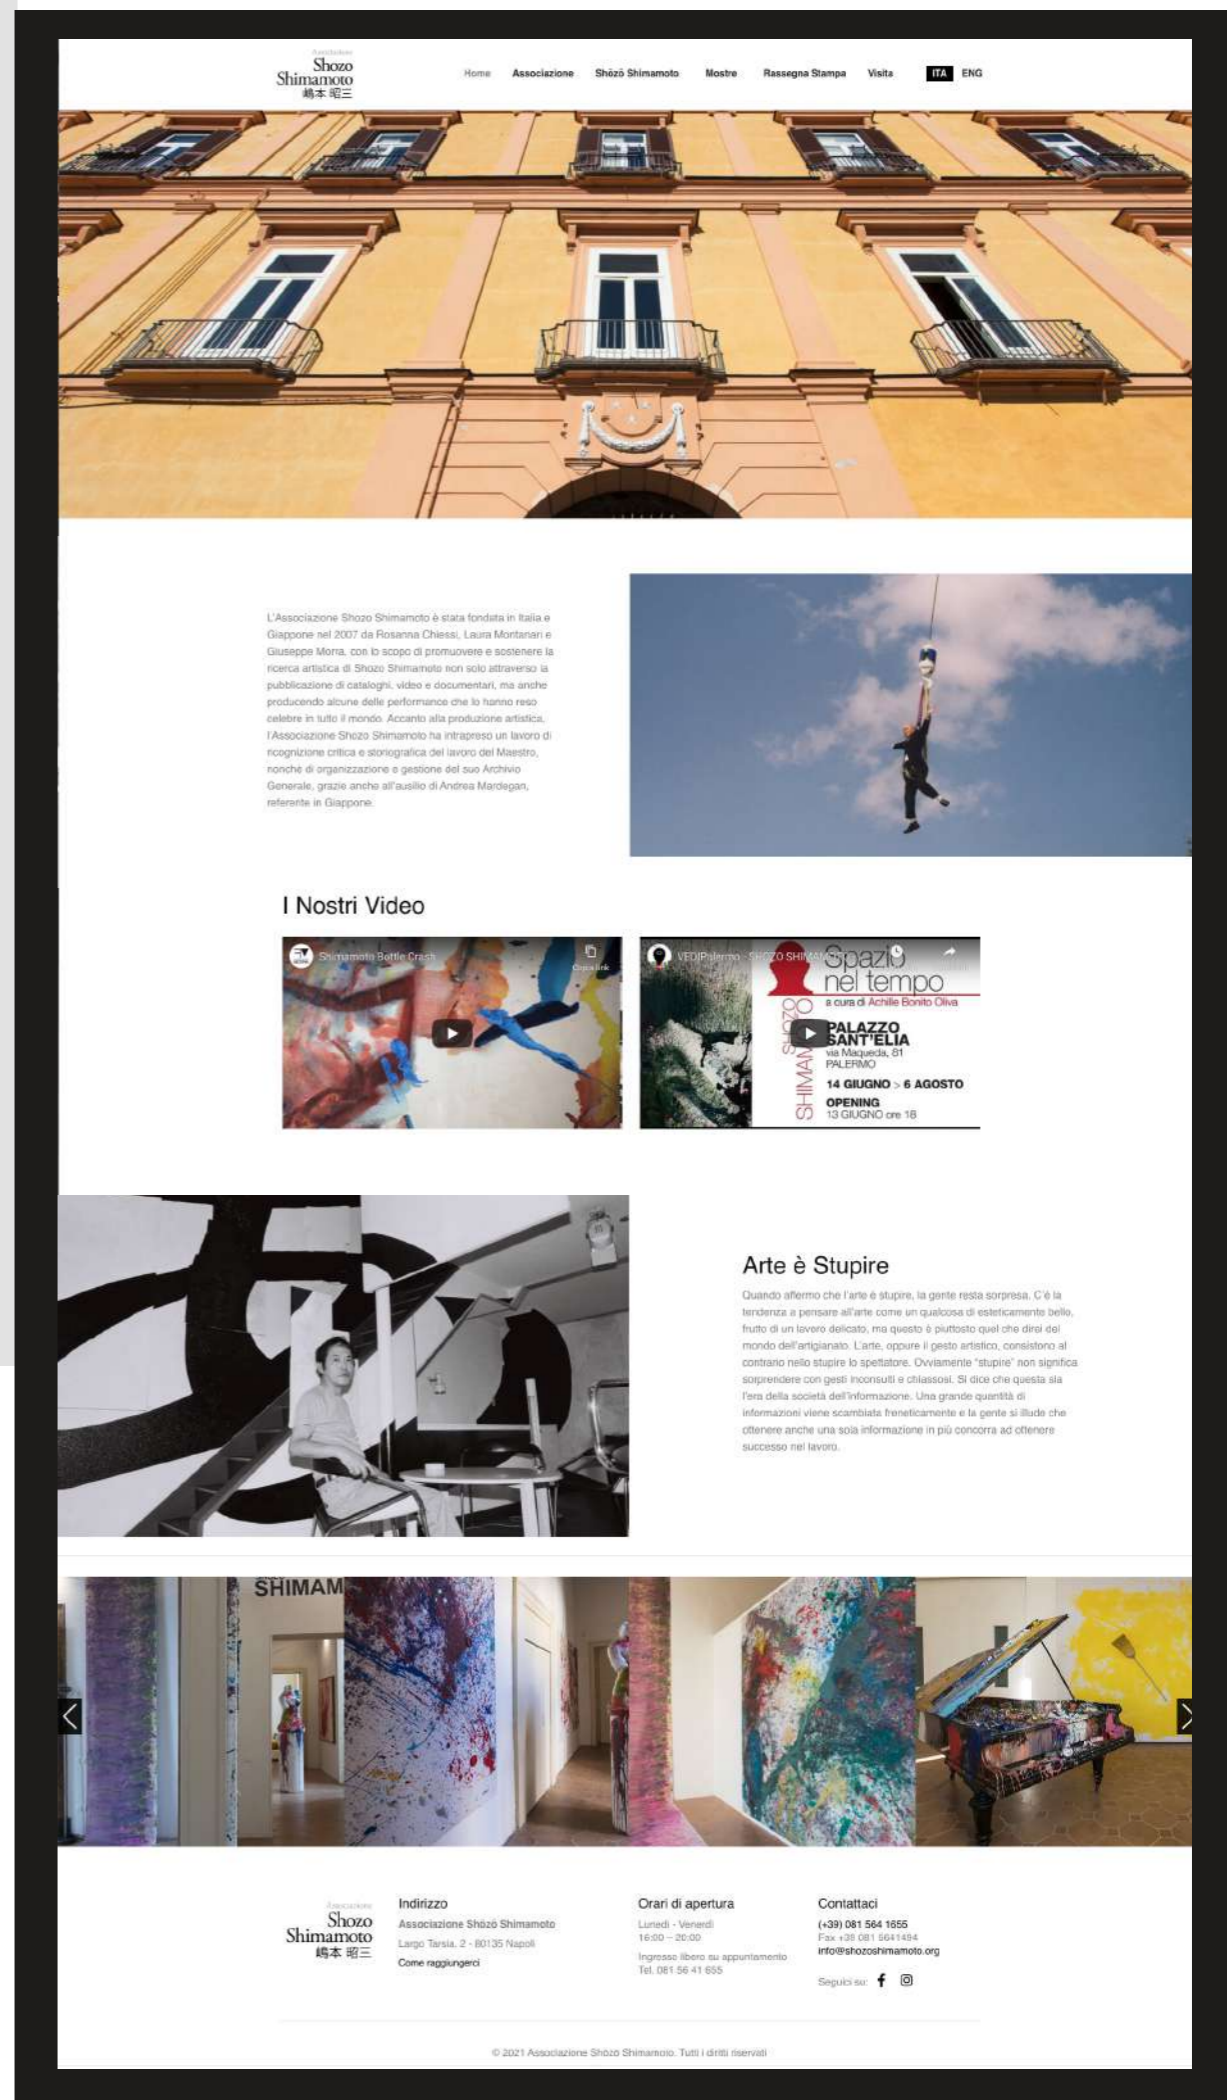 Associazione
Shozo
Shimamoto
嶋本 昭三
Home Associazione Shōzō Shimamoto Mostre Rassegna Stampa Visita ITA ENG
L'Associazione Shozo Shimamoto è stata fondata in Italia e
Giappone nel 2007 da Rosanna Chiessi, Laura Montanari e
Giuseppe Morra, con lo scopo di promuovere e sostenere la
ricerca artistica di Shozo Shimamoto non solo attraverso la
pubblicazione di cataloghi, video e documentari, ma anche
producendo alcune delle performance che lo hanno reso
celebre in tutto il mondo. Accanto alla produzione artistica,
l'Associazione Shozo Shimamoto ha intrapreso un lavoro di
ricognizione critica e storiografica del lavoro del Maestro,
nonché di organizzazione e gestione del suo Archivio
Generale, grazie anche all'ausilio di Andrea Mardegan,
referente in Giappone.
I Nostri Video
Shimamoto Bottle Crash
Copia link
VEDIPalermo - SHOZO SHIMAMOTO
Spazio
nel tempo
a cura di Achille Bonito Oliva
SHOZO
SHIMAMOTO
PALAZZO
SANT'ELIA
via Maqueda, 81
PALERMO
14 GIUGNO > 6 AGOSTO
OPENING
13 GIUGNO ore 18
Arte è Stupire
Quando affermo che l'arte è stupire, la gente resta sorpresa. C'è la
tendenza a pensare all'arte come un qualcosa di esteticamente bello,
frutto di un lavoro delicato, ma questo è piuttosto quel che direi del
mondo dell'artigianato. L'arte, oppure il gesto artistico, consistono al
contrario nello stupire lo spettatore. Ovviamente "stupire" non significa
sorprendere con gesti inconsulti e chiassosi. Si dice che questa sia
l'era della società dell'informazione. Una grande quantità di
informazioni viene scambiata freneticamente e la gente si illude che
ottenere anche una sola informazione in più concorra ad ottenere
successo nel lavoro.
SHIMAM
Associazione
Shozo
Shimamoto
嶋本 昭三
Indirizzo
Associazione Shōzō Shimamoto
Largo Tarsia, 2 - 80135 Napoli
Come raggiungerci
Orari di apertura
Lunedì - Venerdì
16:00 – 20:00
Ingresso libero su appuntamento
Tel. 081 56 41 655
Contattaci
(+39) 081 564 1655
Fax +39 081 5641494
info@shozoshimamoto.org
Seguici su:
© 2021 Associazione Shōzō Shimamoto. Tutti i diritti riservati